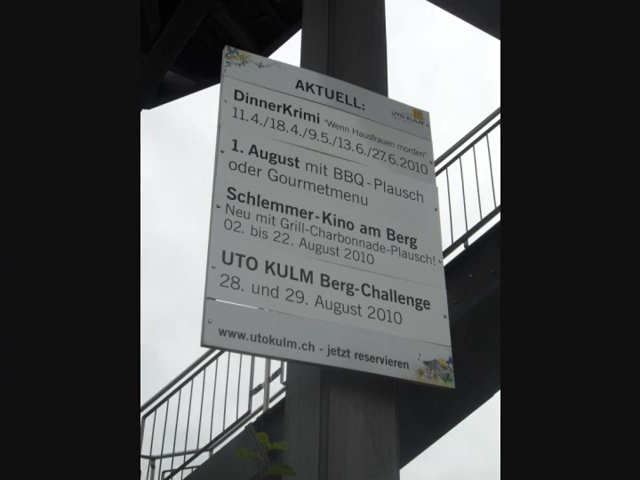 AKTUELL:
UTO KULM
DinnerKrimi "Wenn Hausfrauen morden"
11.4./18.4./9.5./13.6./27.6.2010
1. August mit BBQ-Plausch
oder Gourmetmenu
Schlemmer-Kino am Berg
Neu mit Grill-Charbonnade-Plausch!
02. bis 22. August 2010
UTO KULM Berg-Challenge
28. und 29. August 2010
www.utokulm.ch - jetzt reservieren